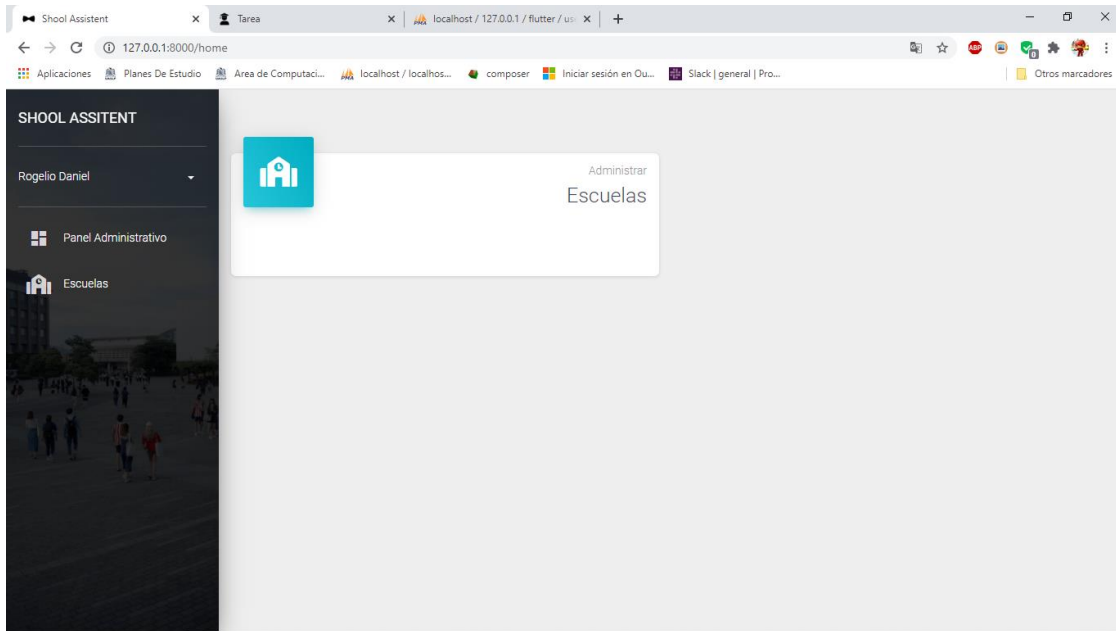 Shool Assistent
Tarea
localhost / 127.0.0.1 / flutter / us
127.0.0.1:8000/home
ABP
0
Aplicaciones
Planes De Estudio
Area de Computaci...
localhost / localhos...
composer
Iniciar sesión en Ou...
Slack | general | Pro...
Otros marcadores
SHOOL ASSITENT
Rogelio Daniel
Panel Administrativo
Escuelas
Administrar
Escuelas